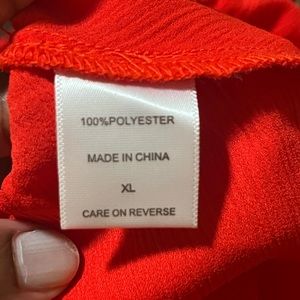 100%POLYESTER
MADE IN CHINA
XL
CARE ON REVERSE